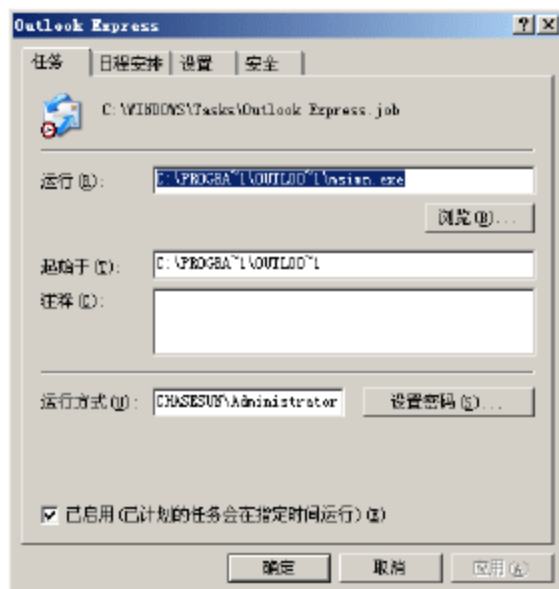 Outlook Express
任务 日程安排 设置 安全
C:\WINDOWS\Tasks\Outlook Express.job
运行(R): C:\PROGRA~1\OUTLOO~1\msimn.exe
浏览(B)...
起始于(T): C:\PROGRA~1\OUTLOO~1
注释(C):
运行方式(U): CHASESUN\Administrator 设置密码(S)...
已启用(已计划的任务会在指定时间运行)(E)
确定 取消 应用(A)